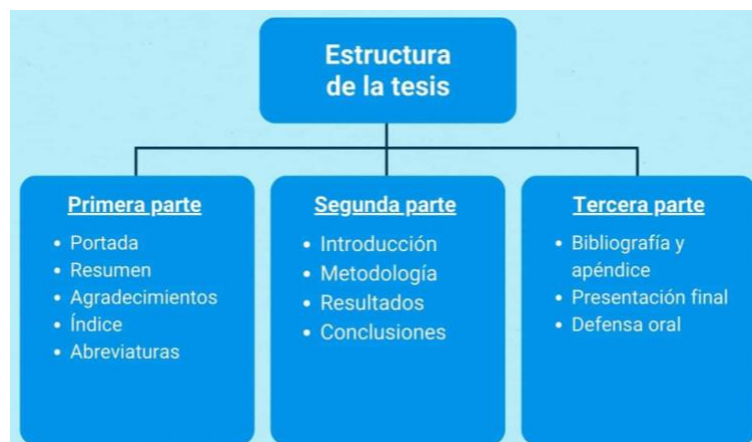 Estructura
de la tesis
Primera parte
• Portada
• Resumen
• Agradecimientos
• Índice
• Abreviaturas
Segunda parte
• Introducción
• Metodología
• Resultados
• Conclusiones
Tercera parte
• Bibliografía y
apéndice
• Presentación final
• Defensa oral